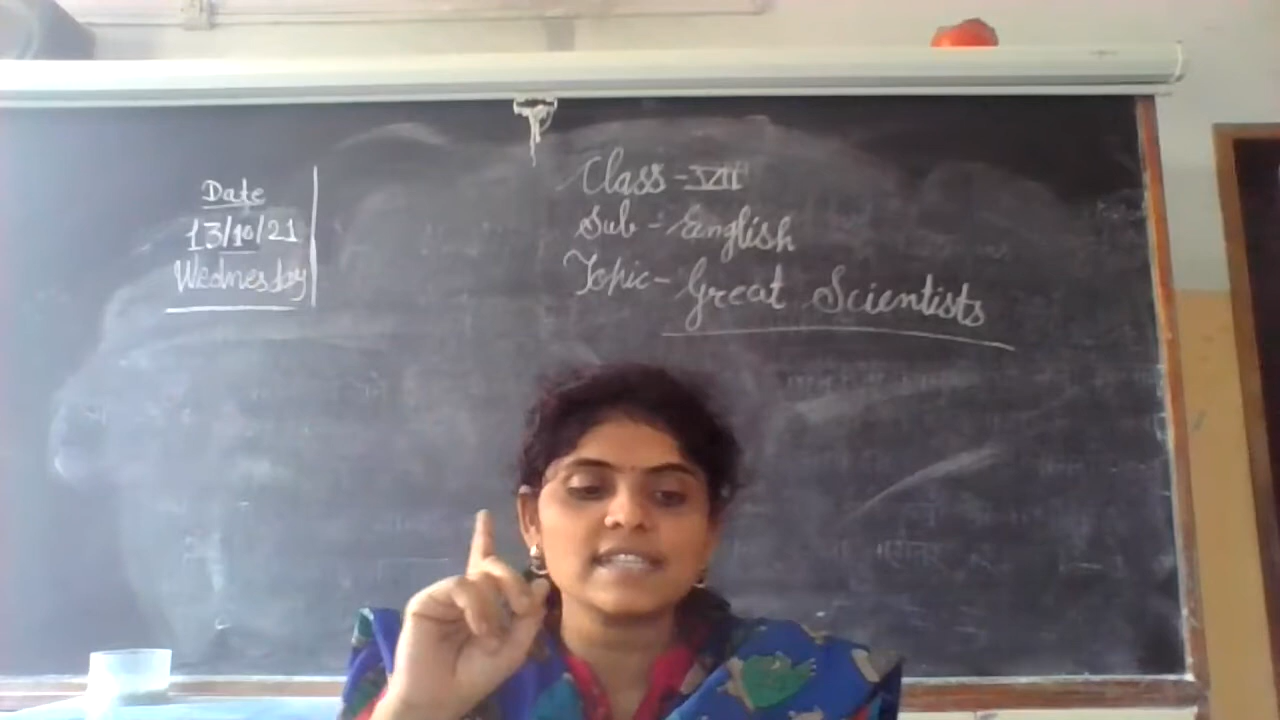 Date
13/10/21
Wednesday
Class - VII
Sub - English
Topic - Great Scientists